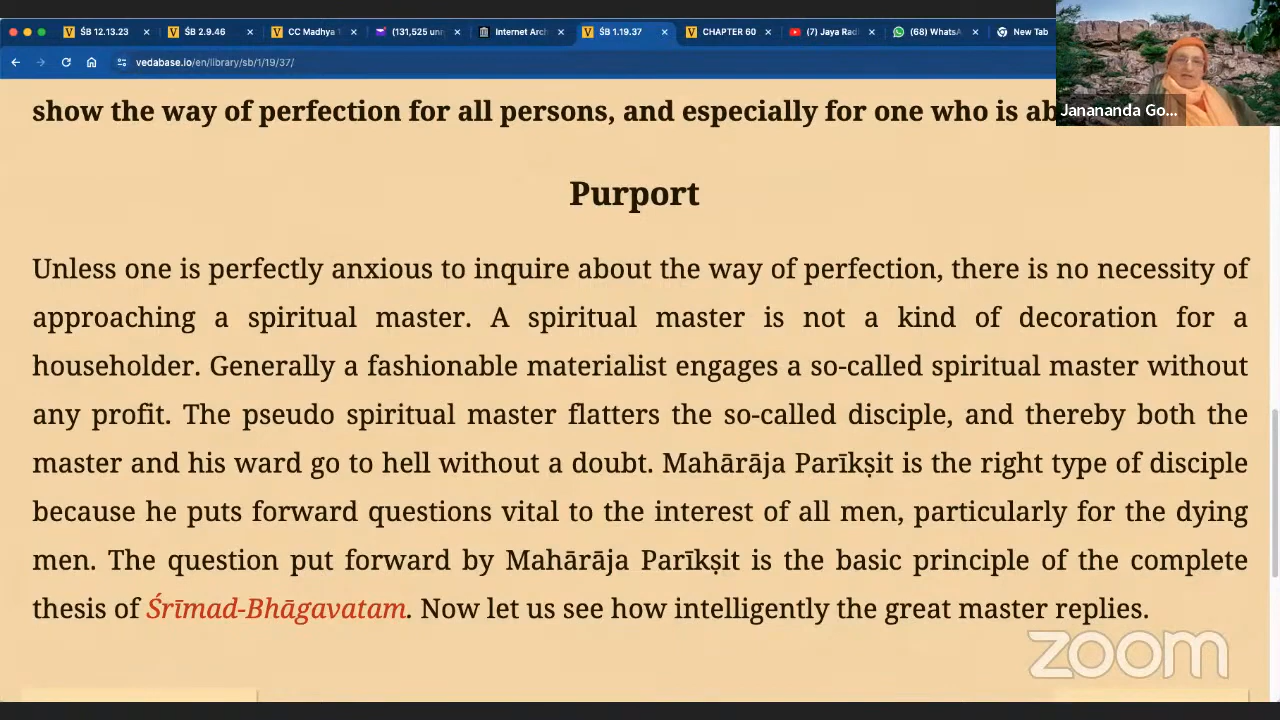 ŚB 12.13.23
ŚB 2.9.46
CC Madhya
(131,525 un
Internet Arc
ŚB 1.19.37
CHAPTER 60
(7) Jaya Rad
(68) WhatsA
New Tab
vedabase.io/en/library/sb/1/19/37/
Janananda Go...
show the way of perfection for all persons, and especially for one who is ab
Purport
Unless one is perfectly anxious to inquire about the way of perfection, there is no necessity of
approaching a spiritual master. A spiritual master is not a kind of decoration for a
householder. Generally a fashionable materialist engages a so-called spiritual master without
any profit. The pseudo spiritual master flatters the so-called disciple, and thereby both the
master and his ward go to hell without a doubt. Mahārāja Parīkṣit is the right type of disciple
because he puts forward questions vital to the interest of all men, particularly for the dying
men. The question put forward by Mahārāja Parīkṣit is the basic principle of the complete
thesis of Śrīmad-Bhāgavatam. Now let us see how intelligently the great master replies.
zoom